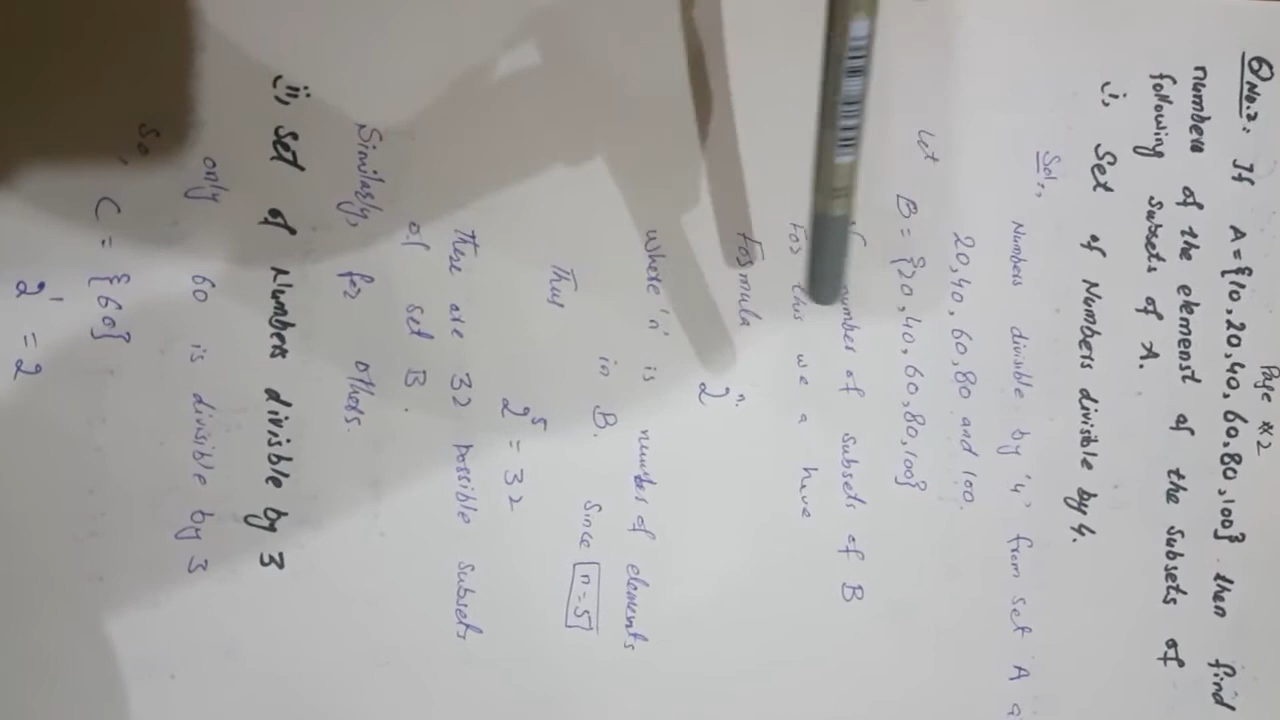 Page # 2
Q No.2: If A = {10,20,40,60,80,100} then find
numbers of the elemenst of the subsets of
following subsets of A.
i, Set of Numbers divisible by 4.
Sol:, Numbers divisible by '4' from set A
20,40,60,80 and 100.
Let B = {20,40,60,80,100}
number of subsets of B
For this we a have
Formula
2ⁿ.
where 'n' is number of elements
in B. Since n=5
Thus 2⁵ = 32
There are 32 possible subsets
of set B.
Similarly, for others.
ii, Set of Numbers divisible by 3
only 60 is divisible by 3
So,
C = {60}
2¹ = 2